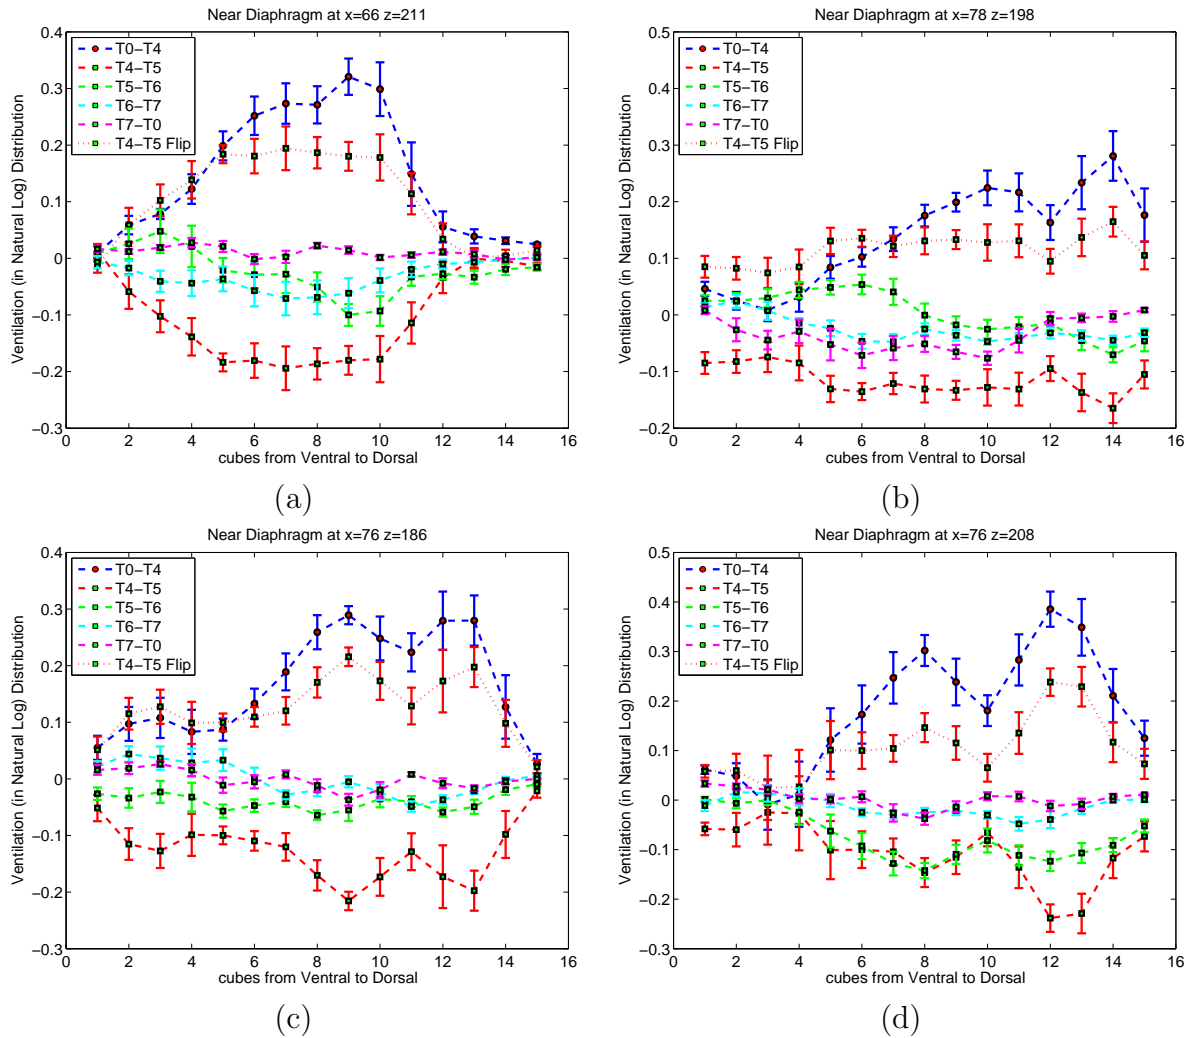 Near Diaphragm at x=66 z=211
0.4
0.3
0.2
0.1
0
−0.1
−0.2
−0.3
Ventilation (in Natural Log) Distribution
T0−T4
T4−T5
T5−T6
T6−T7
T7−T0
T4−T5 Flip
0 2 4 6 8 10 12 14 16
cubes from Ventral to Dorsal
(a)
Near Diaphragm at x=78 z=198
0.5
0.4
0.3
0.2
0.1
0
−0.1
−0.2
Ventilation (in Natural Log) Distribution
T0−T4
T4−T5
T5−T6
T6−T7
T7−T0
T4−T5 Flip
0 2 4 6 8 10 12 14 16
cubes from Ventral to Dorsal
(b)
Near Diaphragm at x=76 z=186
0.4
0.3
0.2
0.1
0
−0.1
−0.2
−0.3
Ventilation (in Natural Log) Distribution
T0−T4
T4−T5
T5−T6
T6−T7
T7−T0
T4−T5 Flip
0 2 4 6 8 10 12 14 16
cubes from Ventral to Dorsal
(c)
Near Diaphragm at x=76 z=208
0.5
0.4
0.3
0.2
0.1
0
−0.1
−0.2
−0.3
Ventilation (in Natural Log) Distribution
T0−T4
T4−T5
T5−T6
T6−T7
T7−T0
T4−T5 Flip
0 2 4 6 8 10 12 14 16
cubes from Ventral to Dorsal
(d)